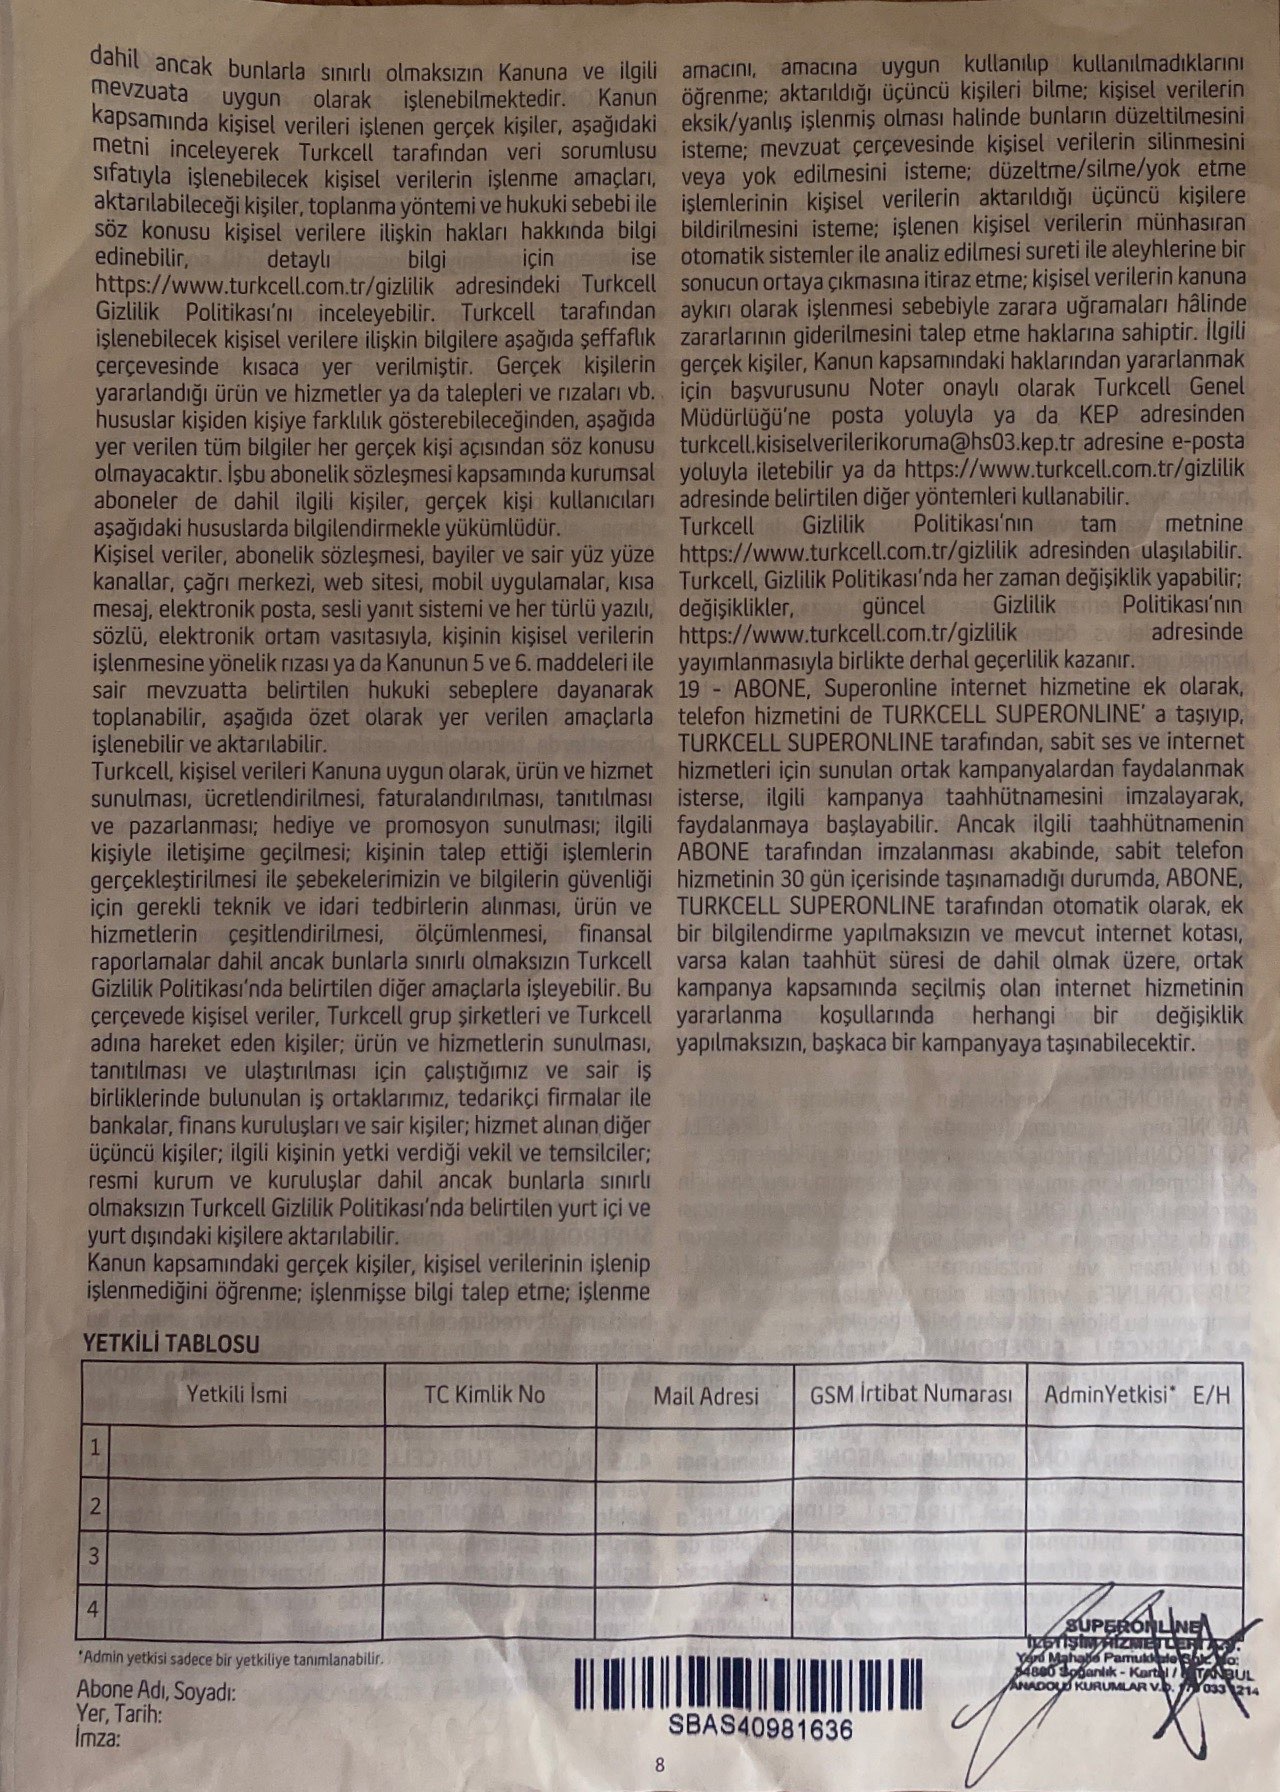 dahil ancak bunlarla sınırlı olmaksızın Kanuna ve ilgili
mevzuata uygun olarak işlenebilmektedir. Kanun
kapsamında kişisel verileri işlenen gerçek kişiler, aşağıdaki
metni inceleyerek Turkcell tarafından veri sorumlusu
sıfatıyla işlenebilecek kişisel verilerin işlenme amaçları,
aktarılabileceği kişiler, toplanma yöntemi ve hukuki sebebi ile
söz konusu kişisel verilere ilişkin hakları hakkında bilgi
edinebilir, detaylı bilgi için ise
https://www.turkcell.com.tr/gizlilik adresindeki Turkcell
Gizlilik Politikası'nı inceleyebilir. Turkcell tarafından
işlenebilecek kişisel verilere ilişkin bilgilere aşağıda şeffaflık
çerçevesinde kısaca yer verilmiştir. Gerçek kişilerin
yararlandığı ürün ve hizmetler ya da talepleri ve rızaları vb.
hususlar kişiden kişiye farklılık gösterebileceğinden, aşağıda
yer verilen tüm bilgiler her gerçek kişi açısından söz konusu
olmayacaktır. İşbu abonelik sözleşmesi kapsamında kurumsal
aboneler de dahil ilgili kişiler, gerçek kişi kullanıcıları
aşağıdaki hususlarda bilgilendirmekle yükümlüdür.
Kişisel veriler, abonelik sözleşmesi, bayiler ve sair yüz yüze
kanallar, çağrı merkezi, web sitesi, mobil uygulamalar, kısa
mesaj, elektronik posta, sesli yanıt sistemi ve her türlü yazılı,
sözlü, elektronik ortam vasıtasıyla, kişinin kişisel verilerin
işlenmesine yönelik rızası ya da Kanunun 5 ve 6. maddeleri ile
sair mevzuatta belirtilen hukuki sebeplere dayanarak
toplanabilir, aşağıda özet olarak yer verilen amaçlarla
işlenebilir ve aktarılabilir.
Turkcell, kişisel verileri Kanuna uygun olarak, ürün ve hizmet
sunulması, ücretlendirilmesi, faturalandırılması, tanıtılması
ve pazarlanması; hediye ve promosyon sunulması; ilgili
kişiyle iletişime geçilmesi; kişinin talep ettiği işlemlerin
gerçekleştirilmesi ile şebekelerimizin ve bilgilerin güvenliği
için gerekli teknik ve idari tedbirlerin alınması, ürün ve
hizmetlerin çeşitlendirilmesi, ölçümlenmesi, finansal
raporlamalar dahil ancak bunlarla sınırlı olmaksızın Turkcell
Gizlilik Politikası'nda belirtilen diğer amaçlarla işleyebilir. Bu
çerçevede kişisel veriler, Turkcell grup şirketleri ve Turkcell
adına hareket eden kişiler; ürün ve hizmetlerin sunulması,
tanıtılması ve ulaştırılması için çalıştığımız ve sair iş
birliklerinde bulunulan iş ortaklarımız, tedarikçi firmalar ile
bankalar, finans kuruluşları ve sair kişiler; hizmet alınan diğer
üçüncü kişiler; ilgili kişinin yetki verdiği vekil ve temsilciler;
resmi kurum ve kuruluşlar dahil ancak bunlarla sınırlı
olmaksızın Turkcell Gizlilik Politikası'nda belirtilen yurt içi ve
yurt dışındaki kişilere aktarılabilir.
Kanun kapsamındaki gerçek kişiler, kişisel verilerinin işlenip
işlenmediğini öğrenme; işlenmişse bilgi talep etme; işlenme
amacını, amacına uygun kullanılıp kullanılmadıklarını
öğrenme; aktarıldığı üçüncü kişileri bilme; kişisel verilerin
eksik/yanlış işlenmiş olması halinde bunların düzeltilmesini
isteme; mevzuat çerçevesinde kişisel verilerin silinmesini
veya yok edilmesini isteme; düzeltme/silme/yok etme
işlemlerinin kişisel verilerin aktarıldığı üçüncü kişilere
bildirilmesini isteme; işlenen kişisel verilerin münhasıran
otomatik sistemler ile analiz edilmesi sureti ile aleyhlerine bir
sonucun ortaya çıkmasına itiraz etme; kişisel verilerin kanuna
aykırı olarak işlenmesi sebebiyle zarara uğramaları hâlinde
zararlarının giderilmesini talep etme haklarına sahiptir. İlgili
gerçek kişiler, Kanun kapsamındaki haklarından yararlanmak
için başvurusunu Noter onaylı olarak Turkcell Genel
Müdürlüğü'ne posta yoluyla ya da KEP adresinden
turkcell.kisiselverilerikoruma@hs03.kep.tr adresine e-posta
yoluyla iletebilir ya da https://www.turkcell.com.tr/gizlilik
adresinde belirtilen diğer yöntemleri kullanabilir.
Turkcell Gizlilik Politikası'nın tam metnine
https://www.turkcell.com.tr/gizlilik adresinden ulaşılabilir.
Turkcell, Gizlilik Politikası'nda her zaman değişiklik yapabilir;
değişiklikler, güncel Gizlilik Politikası'nın
https://www.turkcell.com.tr/gizlilik adresinde
yayımlanmasıyla birlikte derhal geçerlilik kazanır.
19 - ABONE, Superonline internet hizmetine ek olarak,
telefon hizmetini de TURKCELL SUPERONLINE' a taşıyıp,
TURKCELL SUPERONLINE tarafından, sabit ses ve internet
hizmetleri için sunulan ortak kampanyalardan faydalanmak
isterse, ilgili kampanya taahhütnamesini imzalayarak,
faydalanmaya başlayabilir. Ancak ilgili taahhütnamenin
ABONE tarafından imzalanması akabinde, sabit telefon
hizmetinin 30 gün içerisinde taşınamadığı durumda, ABONE,
TURKCELL SUPERONLINE tarafından otomatik olarak, ek
bir bilgilendirme yapılmaksızın ve mevcut internet kotası,
varsa kalan taahhüt süresi de dahil olmak üzere, ortak
kampanya kapsamında seçilmiş olan internet hizmetinin
yararlanma koşullarında herhangi bir değişiklik
yapılmaksızın, başkaca bir kampanyaya taşınabilecektir.
YETKİLİ TABLOSU
Yetkili İsmi TC Kimlik No Mail Adresi GSM İrtibat Numarası AdminYetkisi* E/H
1
2
3
4
*Admin yetkisi sadece bir yetkiliye tanımlanabilir.
Abone Adı, Soyadı:
Yer, Tarih:
İmza:
SBAS40981636
SUPERONLINE
İLETİŞİM HİZMETLERİ A.Ş.
Yeni Mahalle Pamukkale Sok. No:
34880 Soğanlık - Kartal / İSTANBUL
ANADOLU KURUMLAR V.D.
8